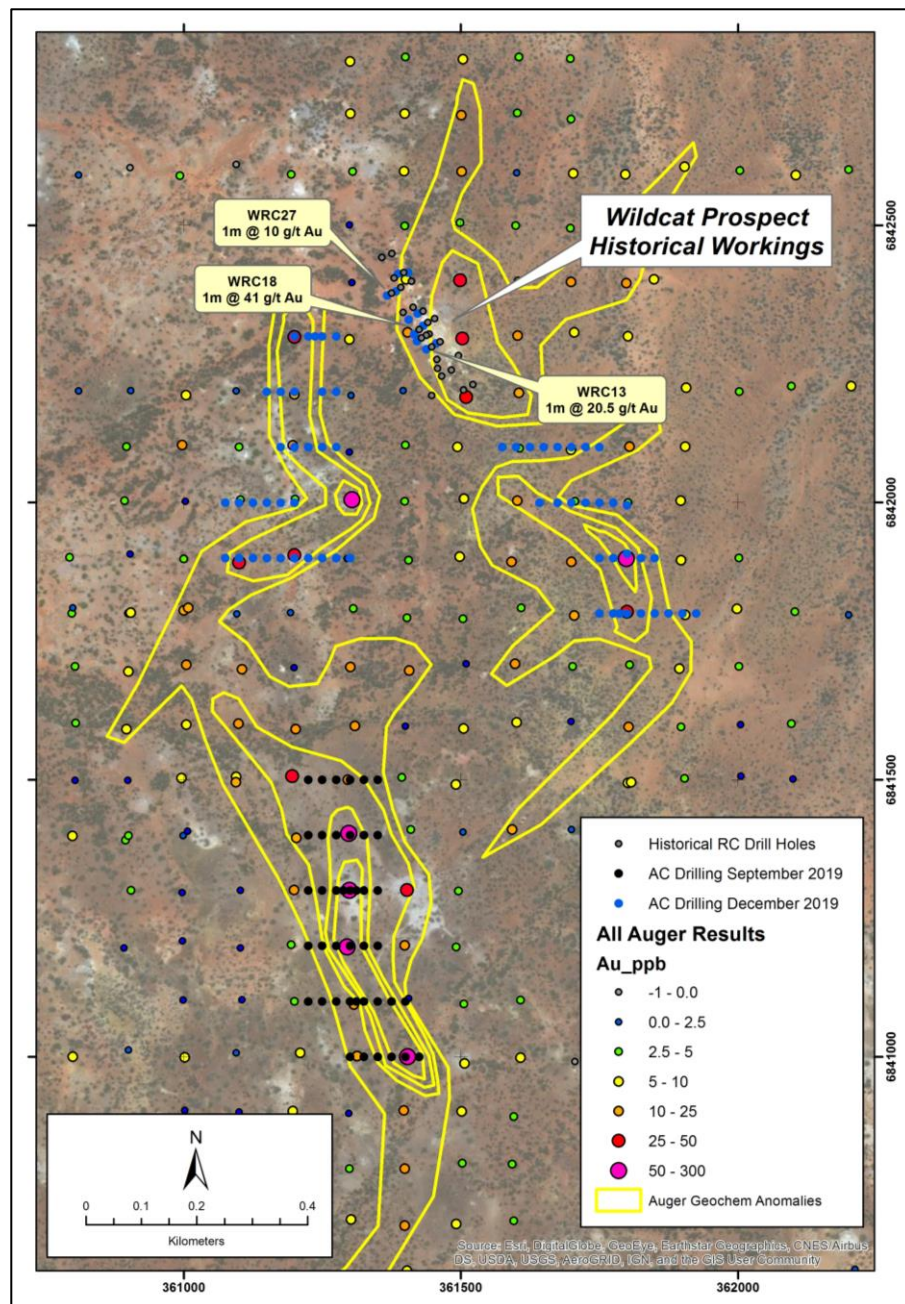 WRC27
1m @ 10 g/t Au
WRC18
1m @ 41 g/t Au
Wildcat Prospect
Historical Workings
WRC13
1m @ 20.5 g/t Au
6842500
6842000
6841500
6841000
Historical RC Drill Holes
AC Drilling September 2019
AC Drilling December 2019
All Auger Results
Au_ppb
-1 - 0.0
0.0 - 2.5
2.5 - 5
5 - 10
10 - 25
25 - 50
50 - 300
Auger Geochem Anomalies
N
0 0.1 0.2 0.4
Kilometers
Source: Esri, DigitalGlobe, GeoEye, Earthstar Geographics, CNES/Airbus
DS, USDA, USGS, AeroGRID, IGN, and the GIS User Community
361000 361500 362000